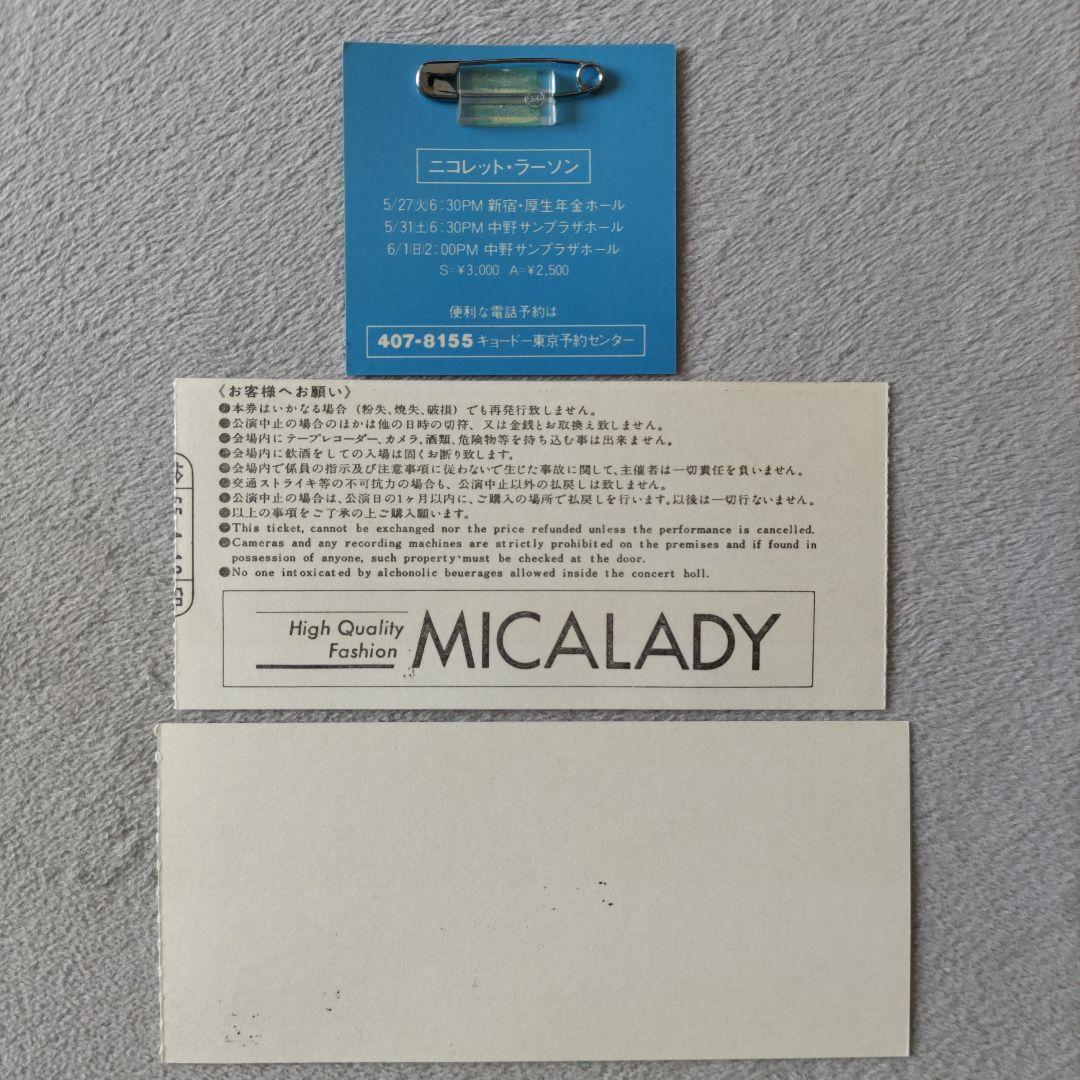 ニコレット・ラーソン
5/27(火)6:30PM 新宿・厚生年金ホール
5/31(土)6:30PM 中野サンプラザホール
6/1(日)2:00PM 中野サンプラザホール
S=¥3,000 A=¥2,500
便利な電話予約は
407-8155 キョードー東京予約センター
《お客様へお願い》
●本券はいかなる場合(粉失、焼失、破損)でも再発行致しません。
●公演中止の場合のほかは他の日時の切符、又は金銭とお取換え致しません。
●会場内にテープレコーダー、カメラ、酒類、危険物等を持ち込む事は出来ません。
●会場内に飲酒をしての入場は固くお断り致します。
●会場内で係員の指示及び注意事項に従わないで生じた事故に関して、主催者は一切責任を負いません。
●交通ストライキ等の不可抗力の場合も、公演中止以外の払戻しは致しません。
●公演中止の場合は、公演日の1ヶ月以内に、ご購入の場所で払戻しを行います。以後は一切行ないません。
●以上の事項をご了承の上ご購入願います。
●This ticket, cannot be exchanged nor the price refunded unless the performance is cancelled.
●Cameras and any recording machines are strictly prohibited on the premises and if found in
possession of anyone, such property must be checked at the door.
●No one intoxicated by alchonolic beuerages allowed inside the concert holl.
High Quality
Fashion
MICALADY